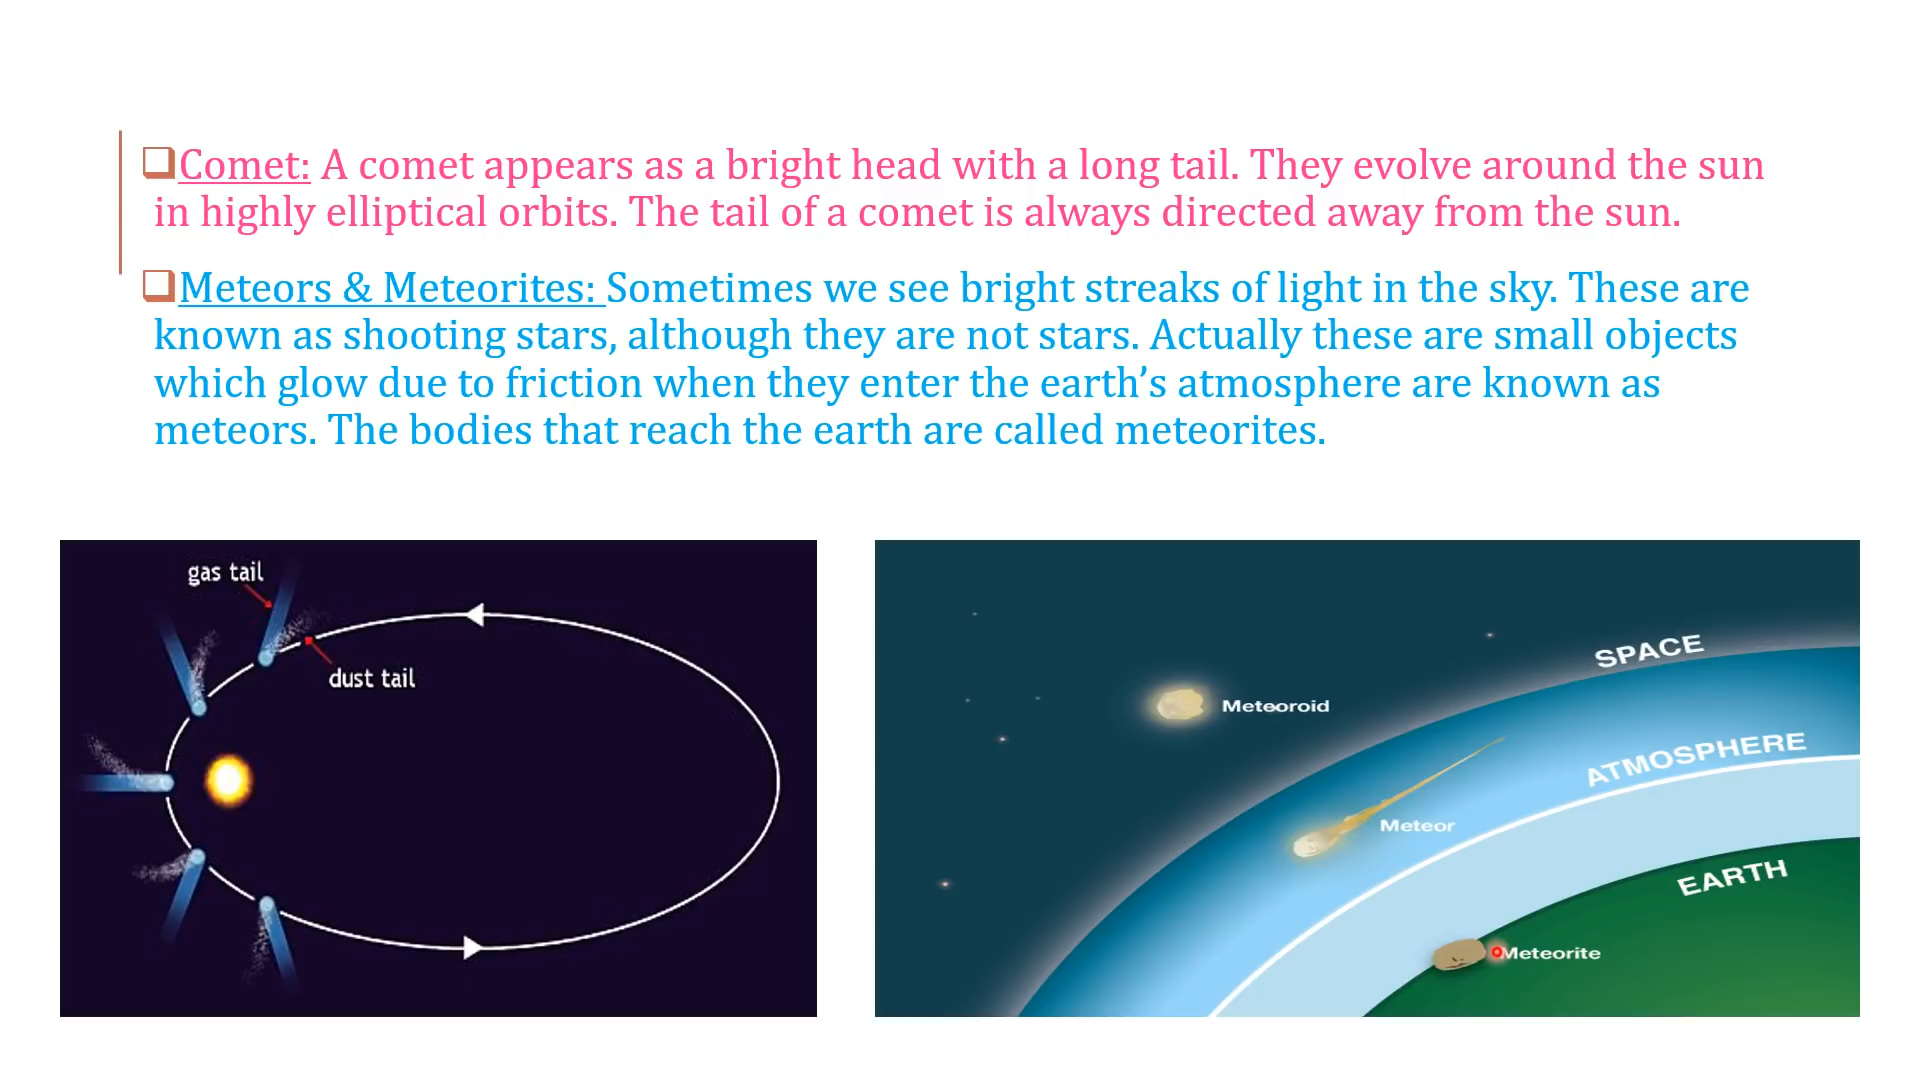 Comet: A comet appears as a bright head with a long tail. They evolve around the sun
in highly elliptical orbits. The tail of a comet is always directed away from the sun.
Meteors & Meteorites: Sometimes we see bright streaks of light in the sky. These are
known as shooting stars, although they are not stars. Actually these are small objects
which glow due to friction when they enter the earth’s atmosphere are known as
meteors. The bodies that reach the earth are called meteorites.
gas tail
dust tail
SPACE
Meteoroid
ATMOSPHERE
Meteor
EARTH
Meteorite